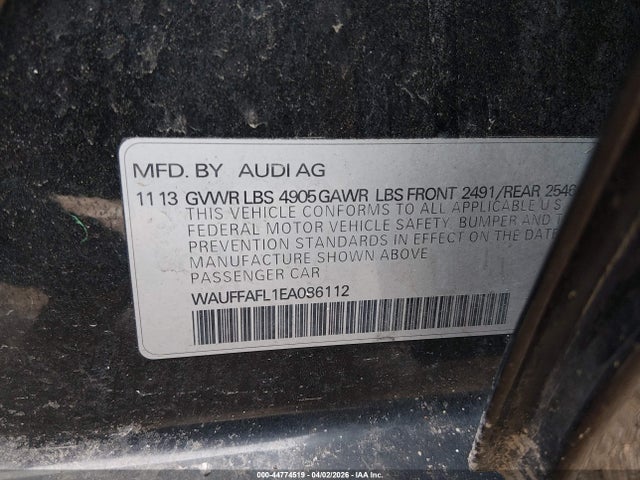 MFD. BY AUDI AG
11 13 GVWR LBS 4905 GAWR LBS FRONT 2491/REAR 2546
THIS VEHICLE CONFORMS TO ALL APPLICABLE U S
FEDERAL MOTOR VEHICLE SAFETY, BUMPER AND T
PREVENTION STANDARDS IN EFFECT ON THE DATE
MANUFACTURE SHOWN ABOVE
PASSENGER CAR
WAUFFAFL1EA036112
000-44774519 - 04/02/2026 - IAA Inc.